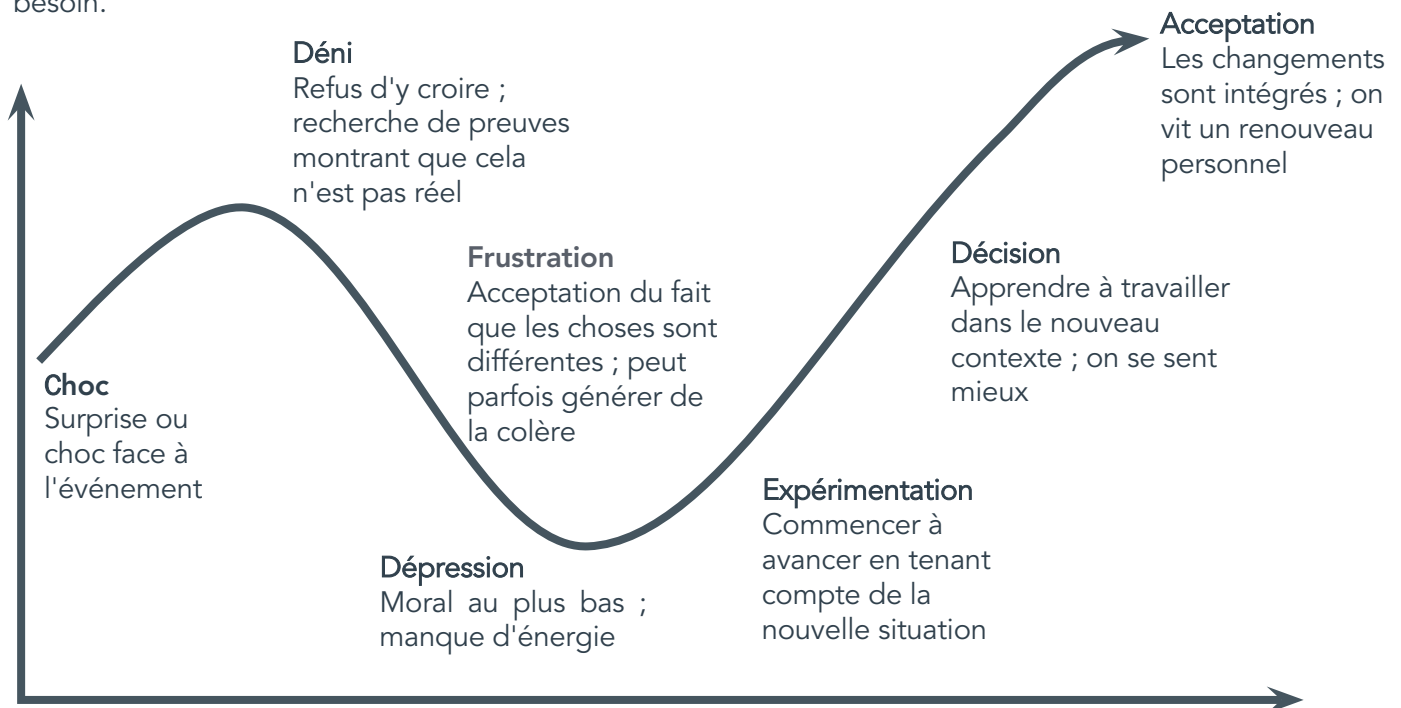 besoin.
Déni
Refus d'y croire ;
recherche de preuves
montrant que cela
n'est pas réel
Acceptation
Les changements
sont intégrés ; on
vit un renouveau
personnel
Frustration
Acceptation du fait
que les choses sont
différentes ; peut
parfois générer de
la colère
Décision
Apprendre à travailler
dans le nouveau
contexte ; on se sent
mieux
Choc
Surprise ou
choc face à
l'événement
Expérimentation
Commencer à
avancer en tenant
compte de la
nouvelle situation
Dépression
Moral au plus bas ;
manque d'énergie